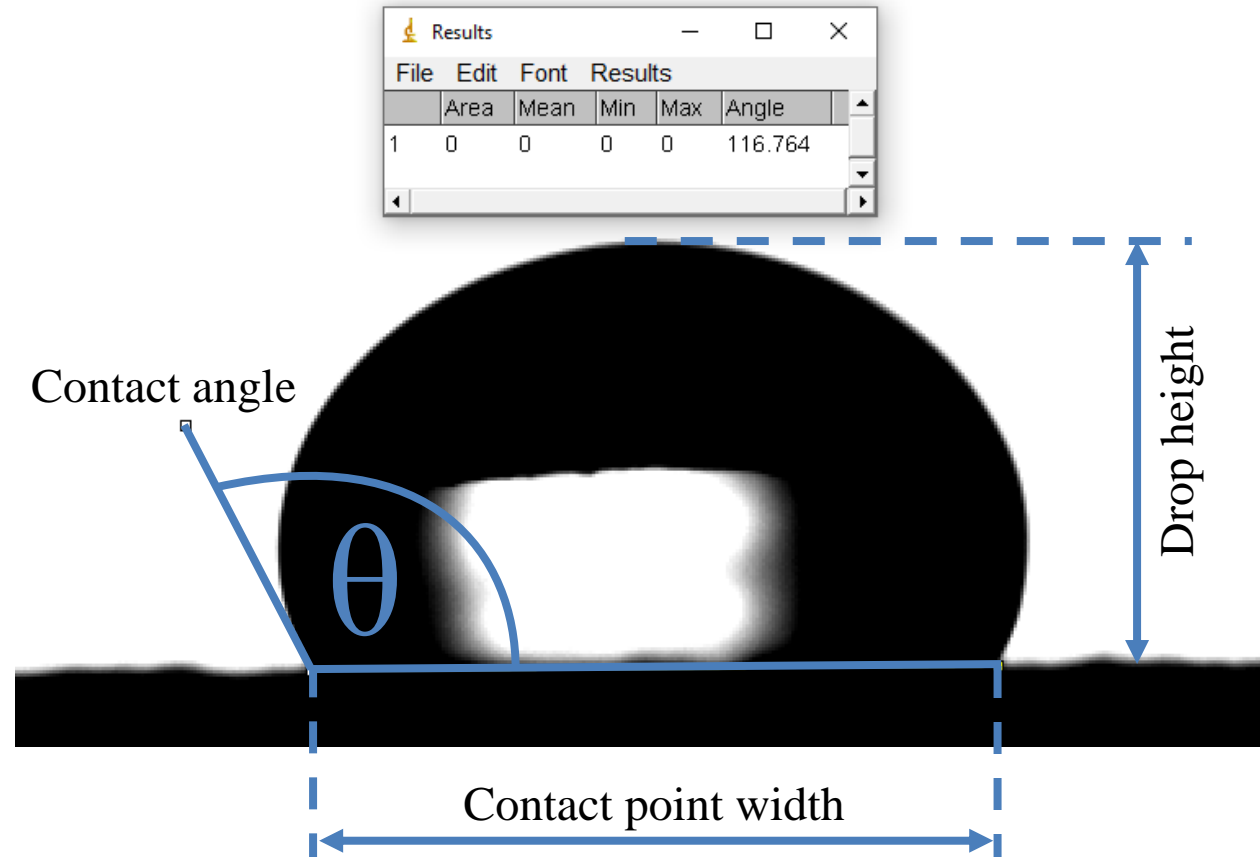 Results
File Edit Font Results
Area Mean Min Max Angle
1 0 0 0 0 116.764
Contact angle
θ
Drop height
Contact point width